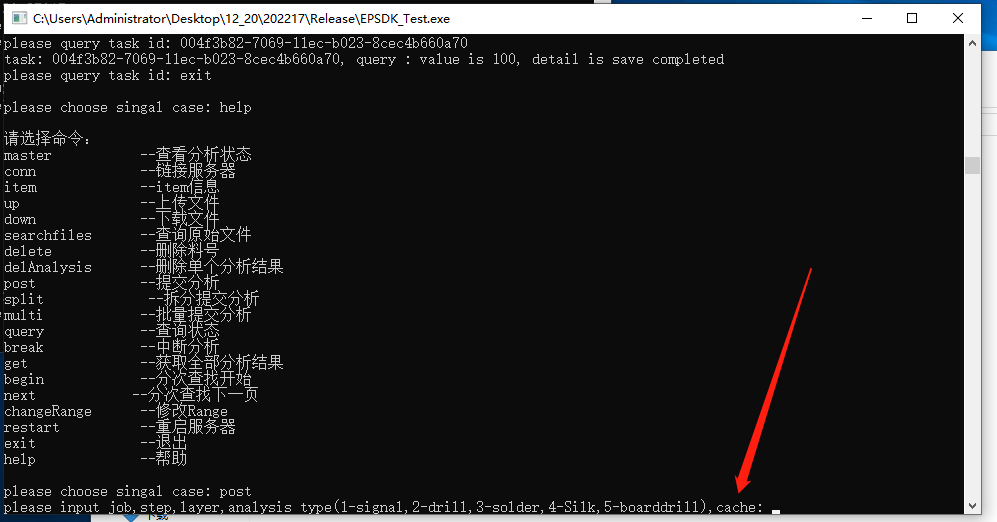 C:\Users\Administrator\Desktop\12_20\202217\Release\EPSDK_Test.exe
please query task id: 004f3b82-7069-11ec-b023-8cec4b660a70
task: 004f3b82-7069-11ec-b023-8cec4b660a70, query : value is 100, detail is save completed
please query task id: exit
please choose singal case: help
请选择命令:
master --查看分析状态
conn --链接服务器
item --item信息
up --上传文件
down --下载文件
searchfiles --查询原始文件
delete --删除料号
delAnalysis --删除单个分析结果
post --提交分析
split --拆分提交分析
multi --批量提交分析
query --查询状态
break --中断分析
get --获取全部分析结果
begin --分次查找开始
next --分次查找下一页
changeRange --修改Range
restart --重启服务器
exit --退出
help --帮助
please choose singal case: post
please input job,step,layer,analysis type(1-signal,2-drill,3-solder,4-Silk,5-boarddrill),cache:
下载